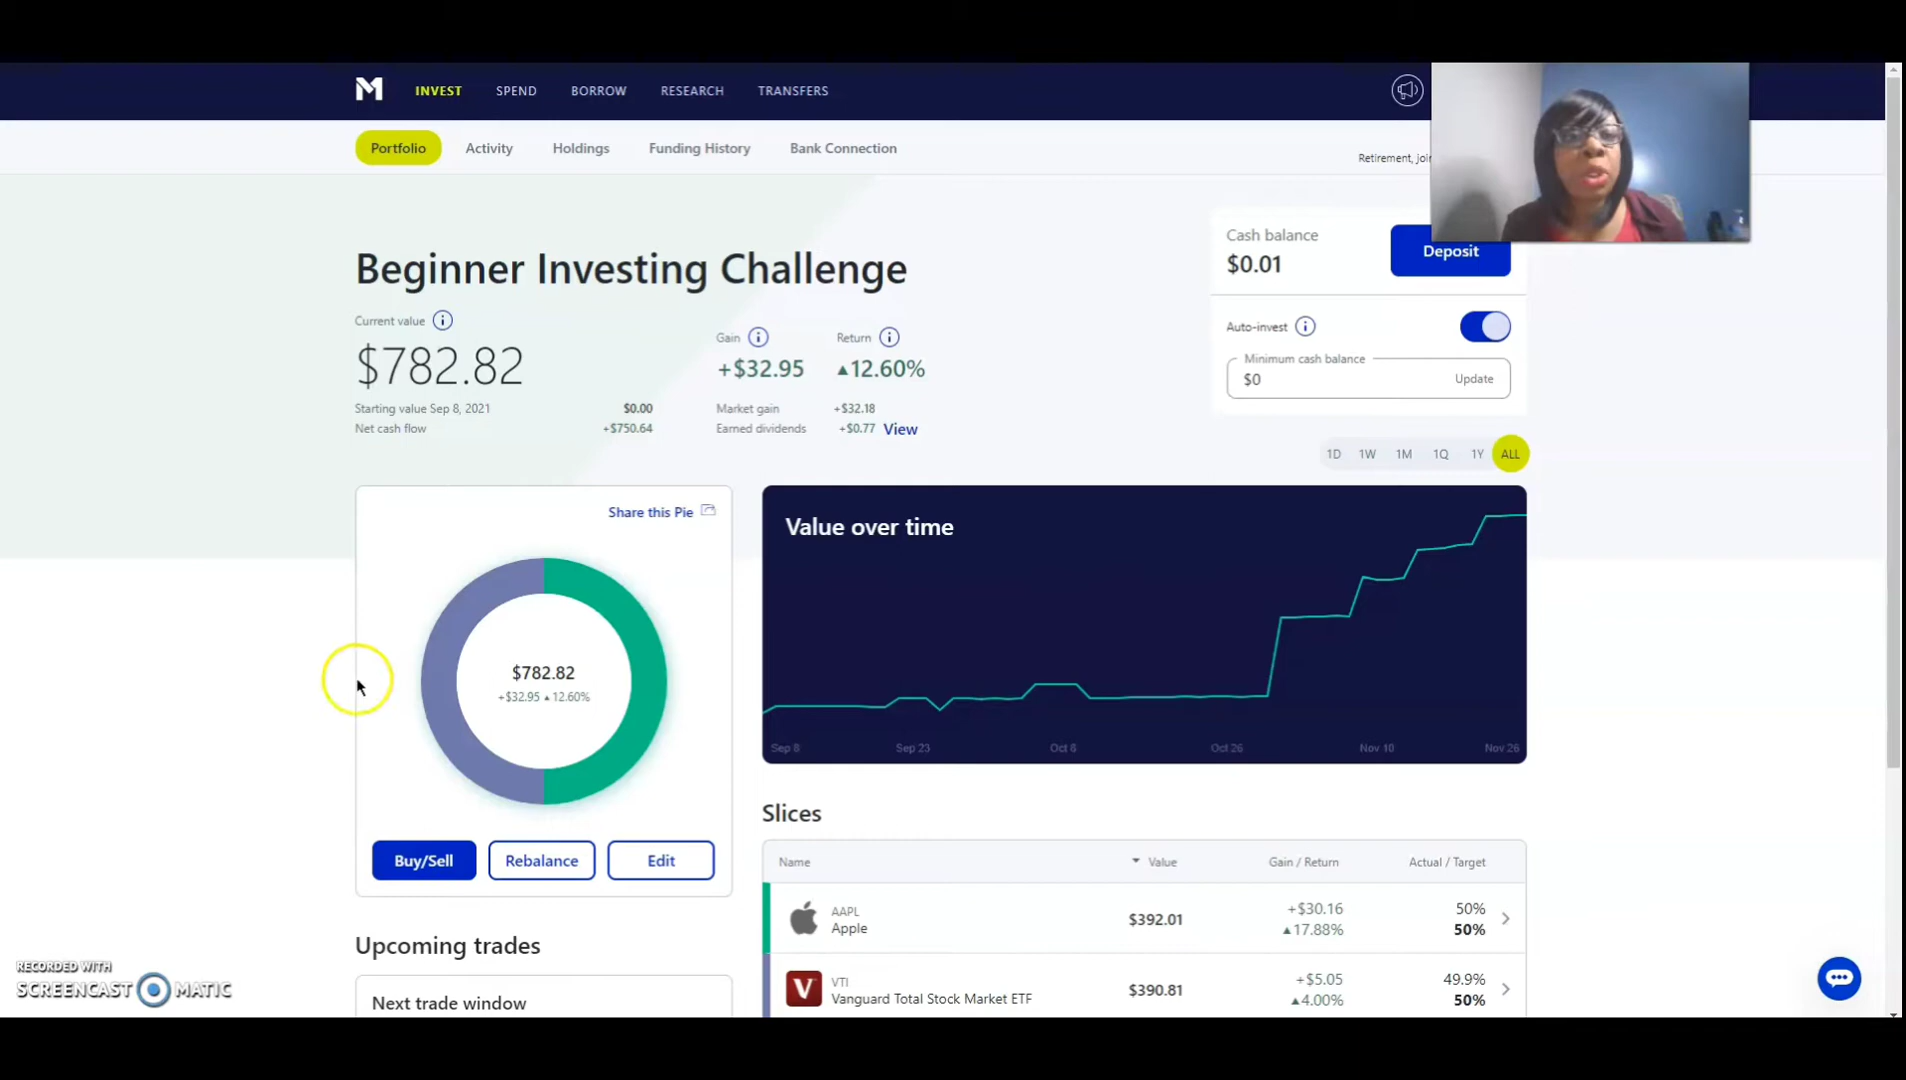 INVEST SPEND BORROW RESEARCH TRANSFERS
Portfolio Activity Holdings Funding History Bank Connection
Retirement,
Beginner Investing Challenge
Cash balance
$0.01
Deposit
Current value
$782.82
Gain Return
+$32.95 ▲12.60%
Auto-invest
Minimum cash balance
$0 Update
Starting value Sep 8, 2021 $0.00
Net cash flow +$750.64
Market gain +$32.18
Earned dividends +$0.77 View
1D 1W 1M 1Q 1Y ALL
Share this Pie
$782.82
+$32.95 ▲12.60%
Buy/Sell Rebalance Edit
Value over time
Sep 8 Sep 23 Oct 8 Oct 26 Nov 10 Nov 26
Slices
Name Value Gain / Return Actual / Target
AAPL
Apple
$392.01
+$30.16
▲17.88%
50%
50%
VTI
Vanguard Total Stock Market ETF
$390.81
+$5.05
▲4.00%
49.9%
50%
Upcoming trades
Next trade window
RECORDED WITH
SCREENCAST MATIC